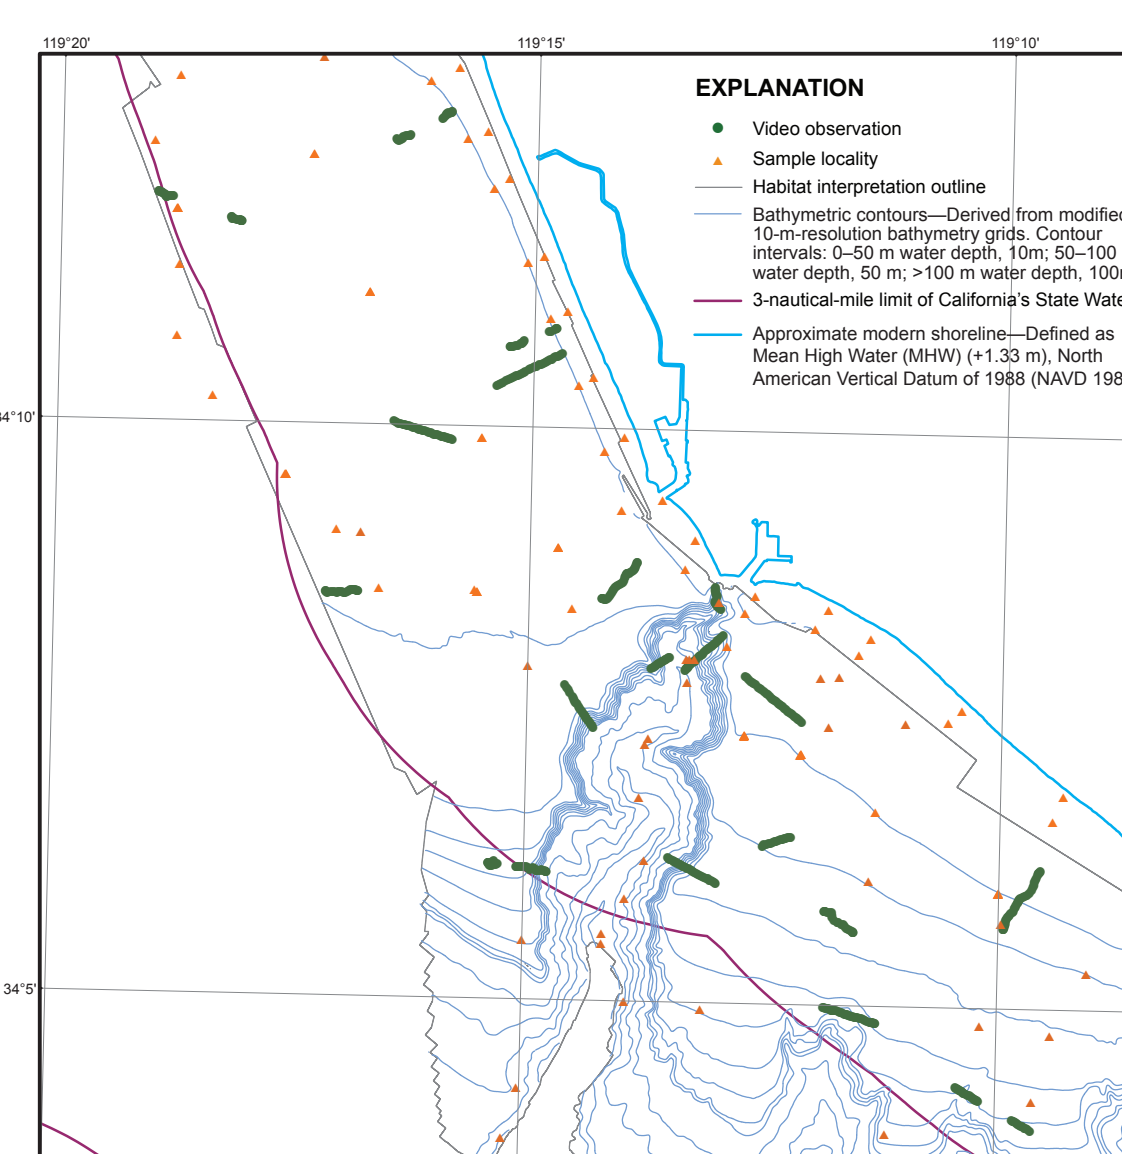 119°20'
119°15'
119°10'
EXPLANATION
Video observation
Sample locality
Habitat interpretation outline
Bathymetric contours—Derived from modified
10-m-resolution bathymetry grids. Contour
intervals: 0–50 m water depth, 10m; 50–100
water depth, 50 m; >100 m water depth, 100m
3-nautical-mile limit of California's State Wate
Approximate modern shoreline—Defined as
Mean High Water (MHW) (+1.33 m), North
American Vertical Datum of 1988 (NAVD 198
34°10'
34°5'